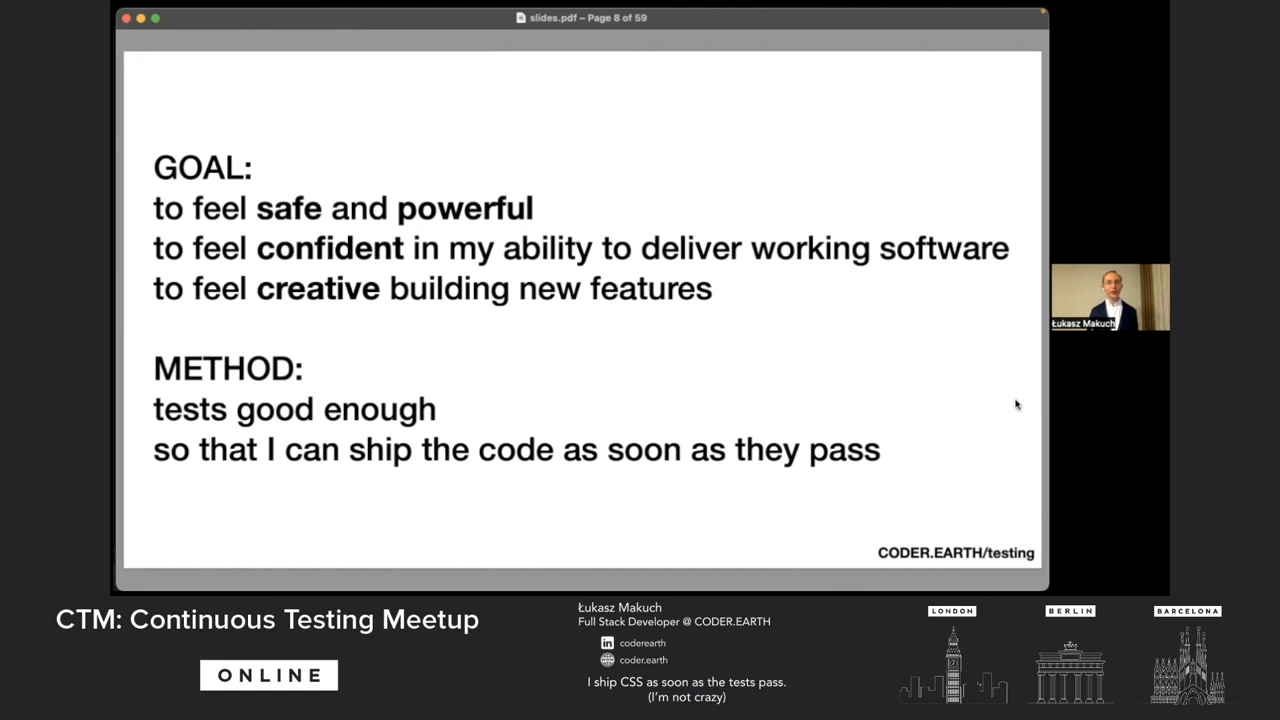 slides.pdf – Page 8 of 59
GOAL:
to feel safe and powerful
to feel confident in my ability to deliver working software
to feel creative building new features
METHOD:
tests good enough
so that I can ship the code as soon as they pass
CODER.EARTH/testing
Łukasz Makuch
CTM: Continuous Testing Meetup
ONLINE
Łukasz Makuch
Full Stack Developer @ CODER.EARTH
in
coderearth
coder.earth
I ship CSS as soon as the tests pass.
(I'm not crazy)
LONDON
BERLIN
BARCELONA